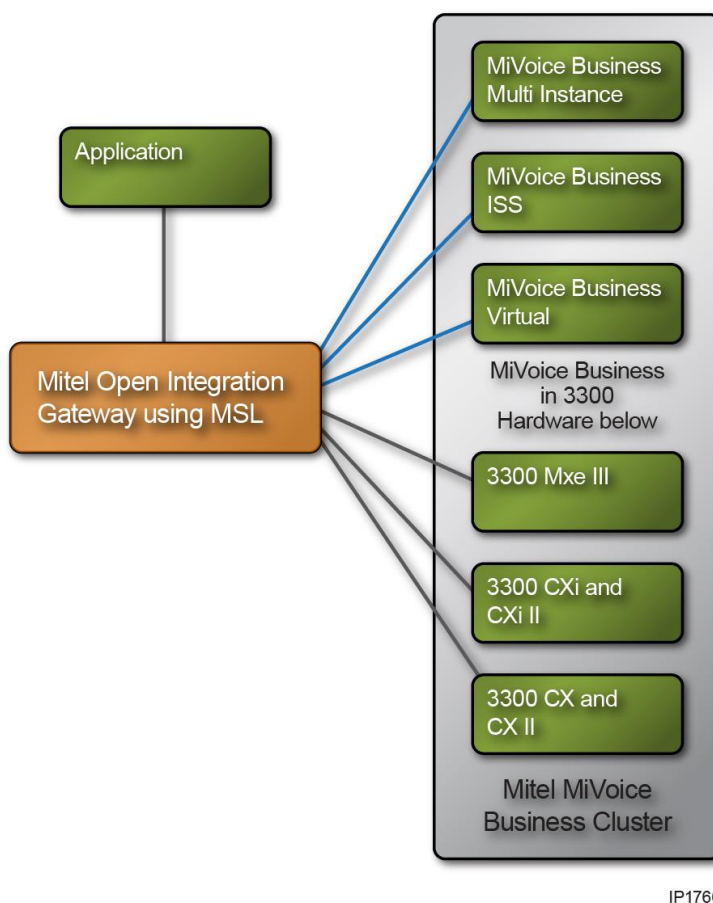 MiVoice Business
Multi Instance
Application
MiVoice Business
ISS
MiVoice Business
Virtual
Mitel Open Integration
Gateway using MSL
MiVoice Business
in 3300
Hardware below
3300 Mxe III
3300 CXi and
CXi II
3300 CX and
CX II
Mitel MiVoice
Business Cluster